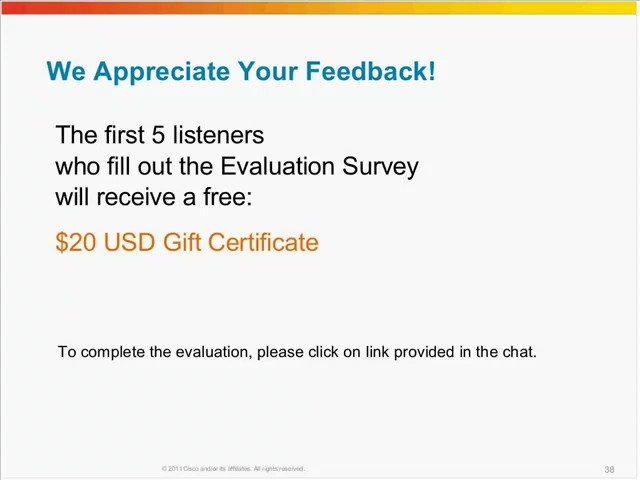 We Appreciate Your Feedback!
The first 5 listeners
who fill out the Evaluation Survey
will receive a free:
$20 USD Gift Certificate
To complete the evaluation, please click on link provided in the chat.
© 2011 Cisco and/or its affiliates. All rights reserved.
38